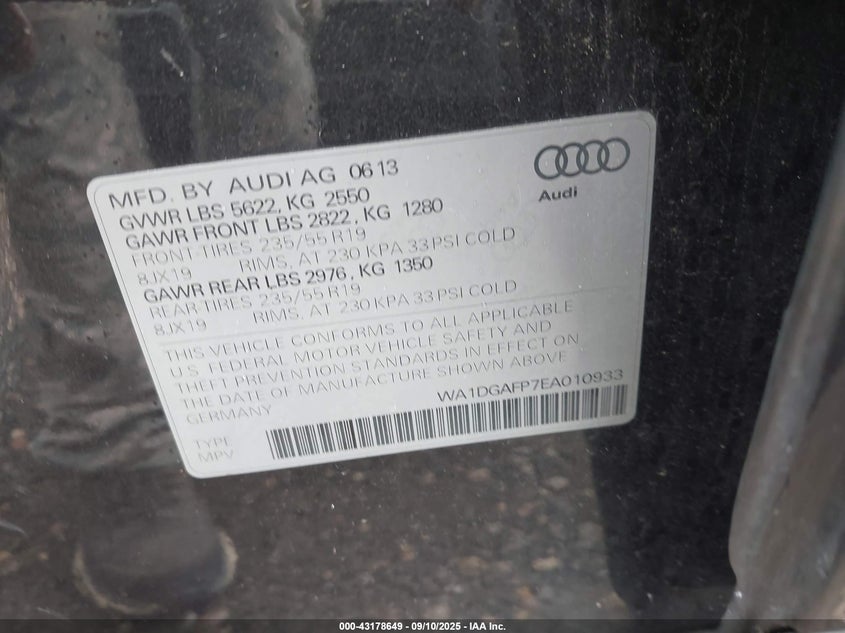 MFD. BY AUDI AG 0613
GVWR LBS 5622, KG 2550
GAWR FRONT LBS 2822, KG 1280
FRONT-TIRES 235/55 R19
8JX19 RIMS, AT 230 KPA 33 PSI COLD
GAWR REAR LBS 2976, KG 1350
REAR TIRES 235/55 R19
8JX19 RIMS, AT 230 KPA 33 PSI COLD
Audi
THIS VEHICLE CONFORMS TO ALL APPLICABLE
U.S. FEDERAL MOTOR VEHICLE SAFETY AND
THEFT PREVENTION STANDARDS IN EFFECT ON
THE DATE OF MANUFACTURE SHOWN ABOVE
GERMANY
WA1DGAFP7EA010933
TYPE
MPV
000-43178649 - 09/10/2025 - IAA Inc.